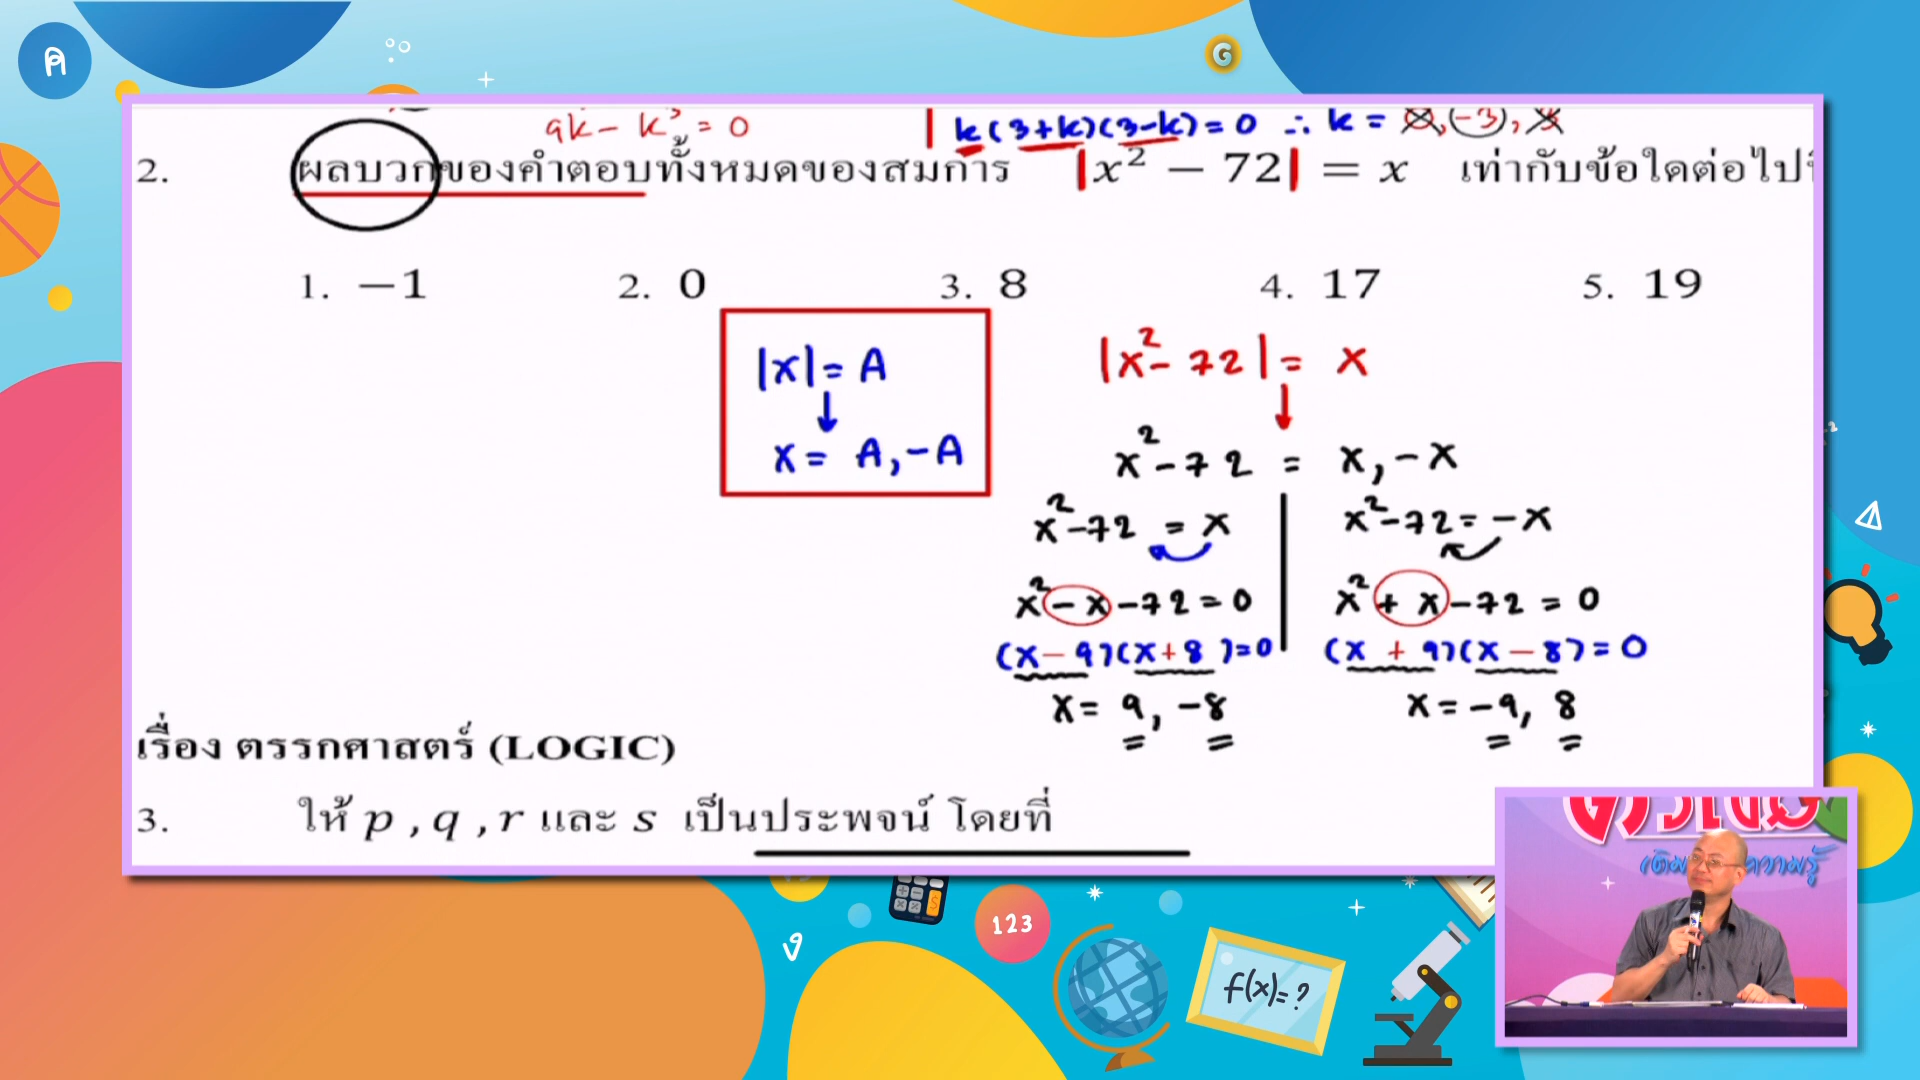 ค
G
9k - k³ = 0
k(3+k)(3-k)=0 ∴ k = 0, -3, 3
2. ผลบวกของคำตอบทั้งหมดของสมการ |x² − 72| = x เท่ากับข้อใดต่อไปนี้
1. −1 2. 0 3. 8 4. 17 5. 19
|x| = A
x = A, -A
|x² - 72| = x
x² - 72 = x, -x
x² - 72 = x
x² - x - 72 = 0
(x - 9)(x + 8) = 0
x = 9, -8
x² - 72 = -x
x² + x - 72 = 0
(x + 9)(x - 8) = 0
x = -9, 8
เรื่อง ตรรกศาสตร์ (LOGIC)
3. ให้ p , q , r และ s เป็นประพจน์ โดยที่
123
f(x)=?
ง